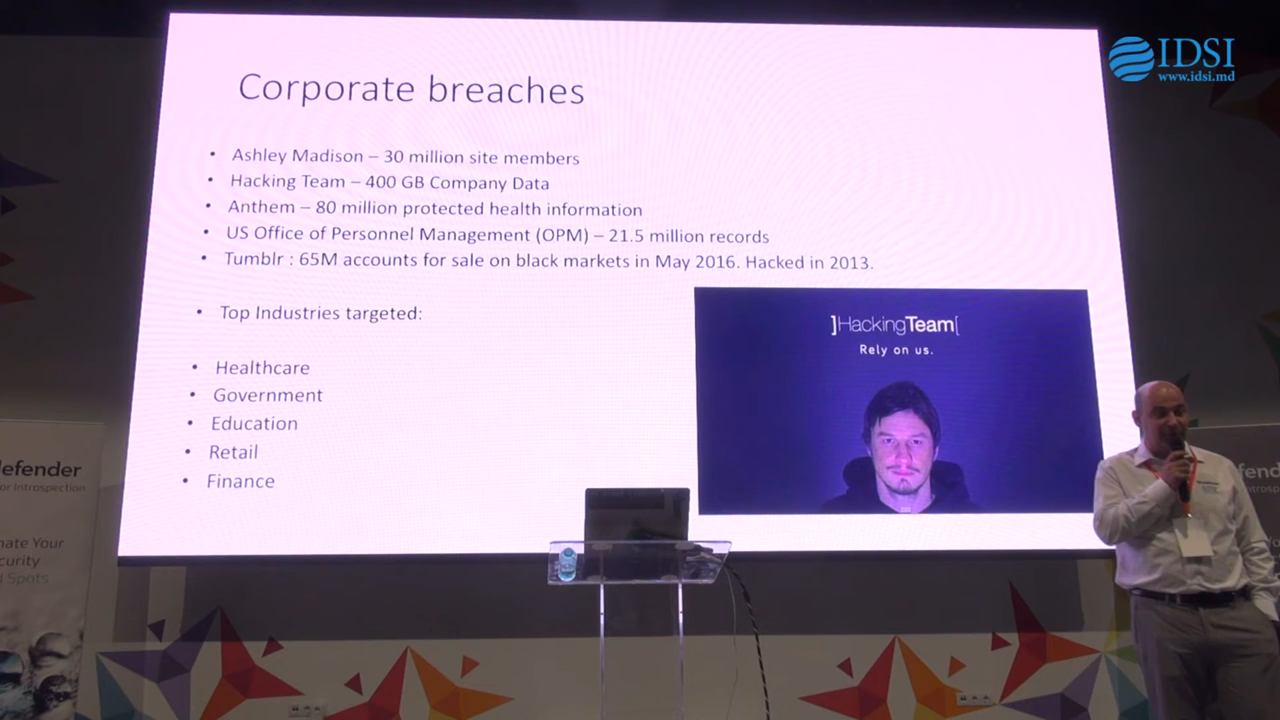 IDSI
www.idsi.md
Corporate breaches
• Ashley Madison – 30 million site members
• Hacking Team – 400 GB Company Data
• Anthem – 80 million protected health information
• US Office of Personnel Management (OPM) – 21.5 million records
• Tumblr : 65M accounts for sale on black markets in May 2016. Hacked in 2013.
• Top Industries targeted:
• Healthcare
• Government
• Education
• Retail
• Finance
]HackingTeam[
Rely on us.
efender
or Introspection
nate Your
curity
Spots
fend